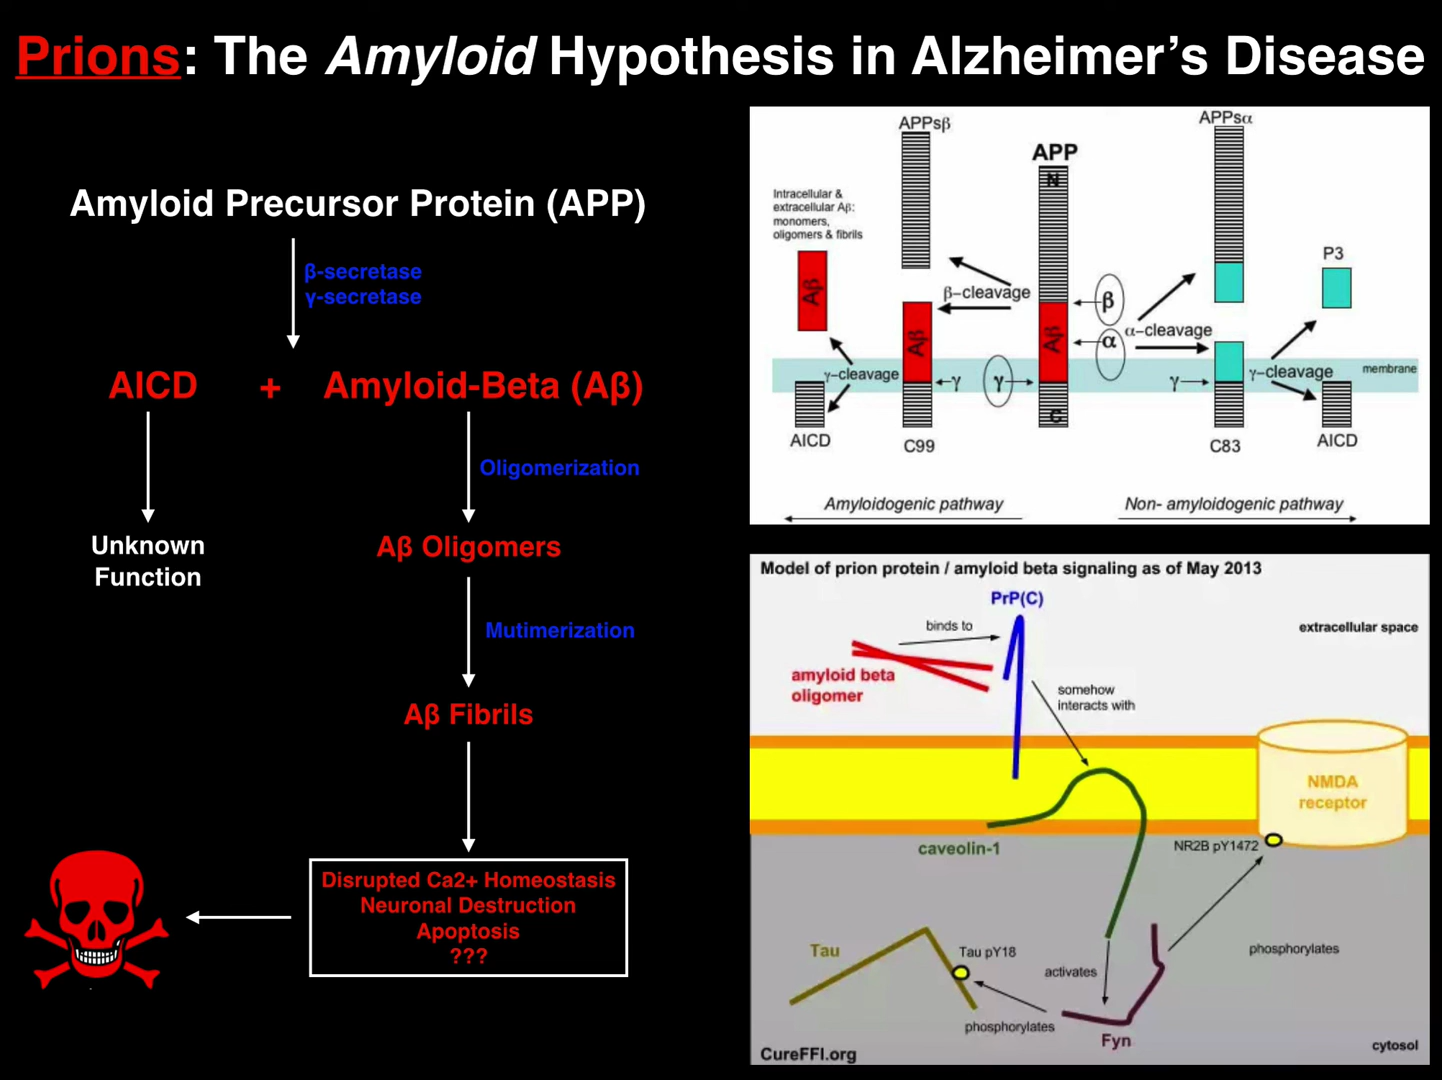 Prions: The Amyloid Hypothesis in Alzheimer's Disease
Amyloid Precursor Protein (APP)
β-secretase
γ-secretase
AICD + Amyloid-Beta (Aβ)
Oligomerization
Unknown
Function
Aβ Oligomers
Mutimerization
Aβ Fibrils
Disrupted Ca2+ Homeostasis
Neuronal Destruction
Apoptosis
???
APPsβ
APPsα
APP
N
Intracellular &
extracellular Aβ:
monomers,
oligomers & fibrils
P3
Aβ
β-cleavage
β
Aβ
Aβ
α
α-cleavage
γ-cleavage
γ
γ
γ
γ-cleavage
membrane
C
AICD
C99
C83
AICD
Amyloidogenic pathway
Non- amyloidogenic pathway
Model of prion protein / amyloid beta signaling as of May 2013
PrP(C)
binds to
extracellular space
amyloid beta
oligomer
somehow
interacts with
NMDA
receptor
caveolin-1
NR2B pY1472
Tau
Tau pY18
phosphorylates
activates
phosphorylates
Fyn
cytosol
CureFFI.org